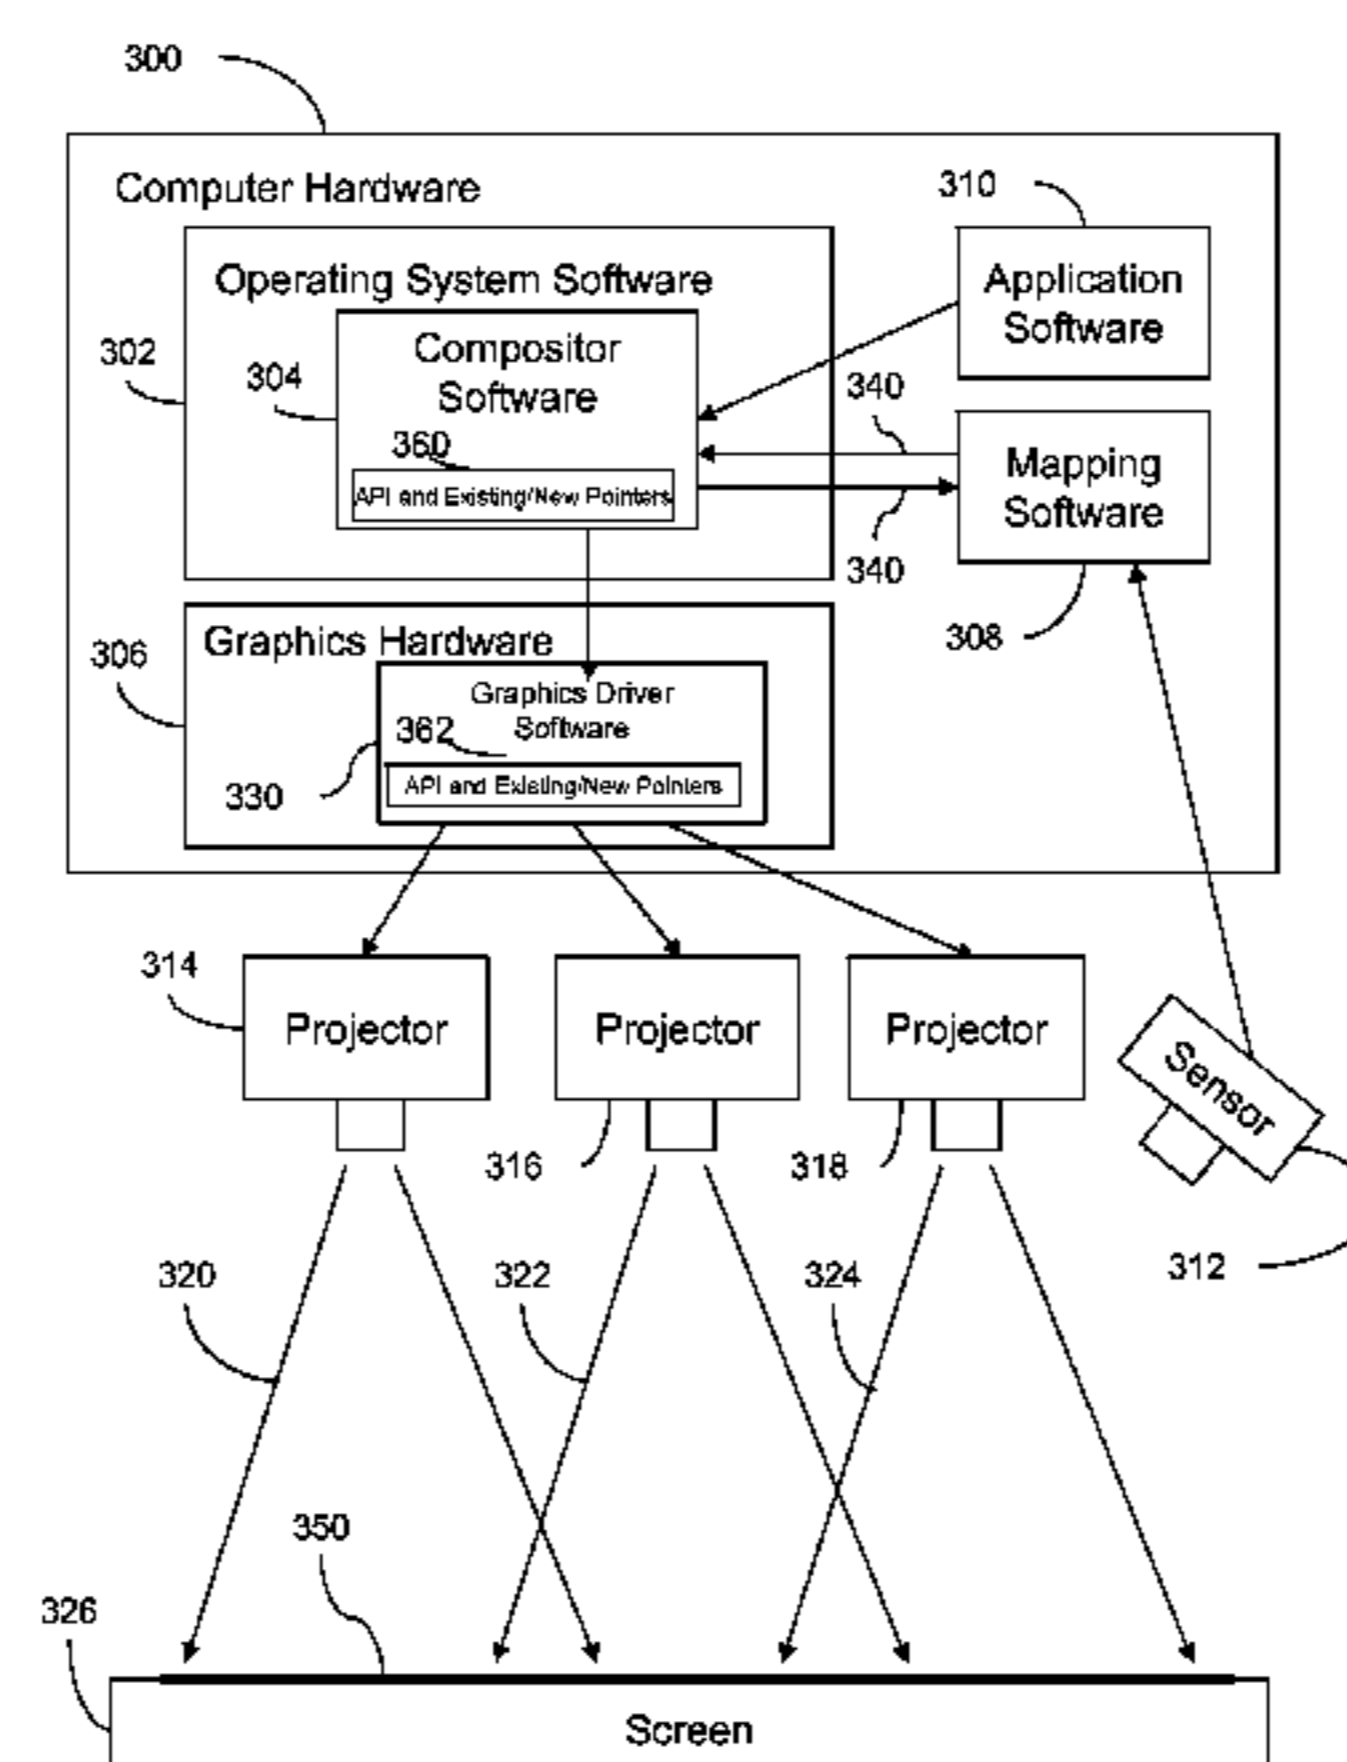 300
Computer Hardware
310
Operating System Software
Application
Software
302
304
Compositor
Software
340
360
API and Existing/New Pointers
Mapping
Software
340
308
306
Graphics Hardware
Graphics Driver
Software
362
330
API and Existing/New Pointers
314
Projector
Projector
Projector
Sensor
316
318
312
320
322
324
350
326
Screen